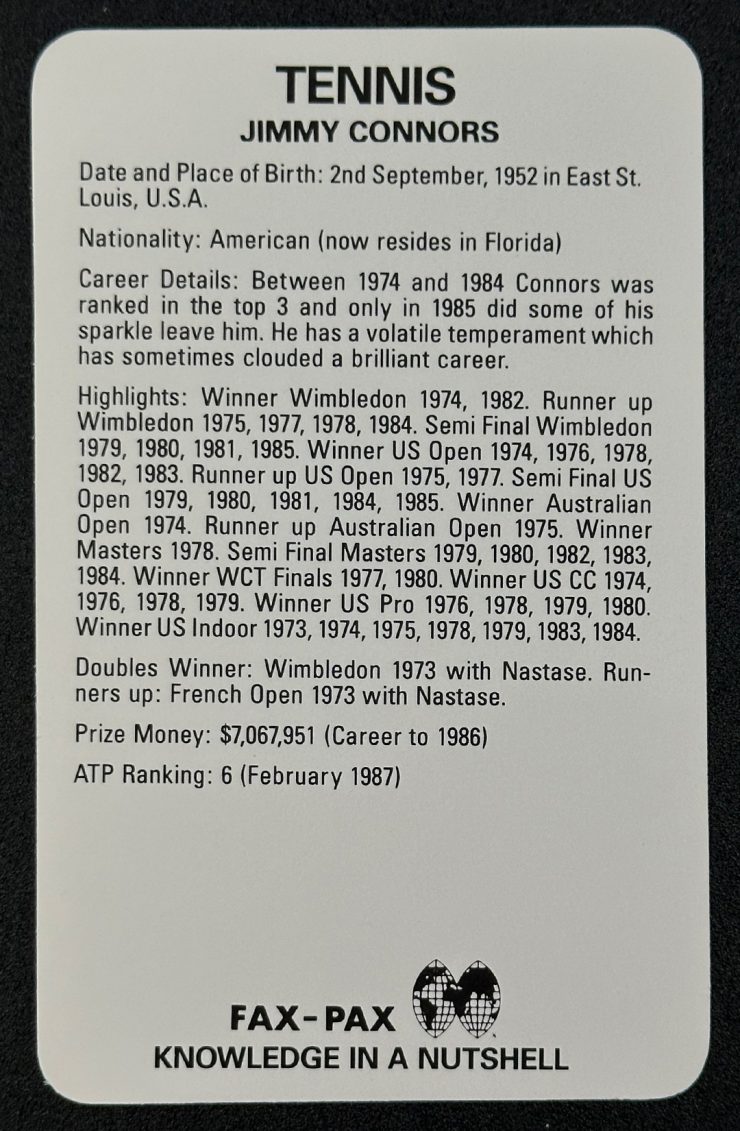 TENNIS
JIMMY CONNORS
Date and Place of Birth: 2nd September, 1952 in East St.
Louis, U.S.A.
Nationality: American (now resides in Florida)
Career Details: Between 1974 and 1984 Connors was
ranked in the top 3 and only in 1985 did some of his
sparkle leave him. He has a volatile temperament which
has sometimes clouded a brilliant career.
Highlights: Winner Wimbledon 1974, 1982. Runner up
Wimbledon 1975, 1977, 1978, 1984. Semi Final Wimbledon
1979, 1980, 1981, 1985. Winner US Open 1974, 1976, 1978,
1982, 1983. Runner up US Open 1975, 1977. Semi Final US
Open 1979, 1980, 1981, 1984, 1985. Winner Australian
Open 1974. Runner up Australian Open 1975. Winner
Masters 1978. Semi Final Masters 1979, 1980, 1982, 1983,
1984. Winner WCT Finals 1977, 1980. Winner US CC 1974,
1976, 1978, 1979. Winner US Pro 1976, 1978, 1979, 1980.
Winner US Indoor 1973, 1974, 1975, 1978, 1979, 1983, 1984.
Doubles Winner: Wimbledon 1973 with Nastase. Run-
ners up: French Open 1973 with Nastase.
Prize Money: $7,067,951 (Career to 1986)
ATP Ranking: 6 (February 1987)
FAX-PAX
KNOWLEDGE IN A NUTSHELL